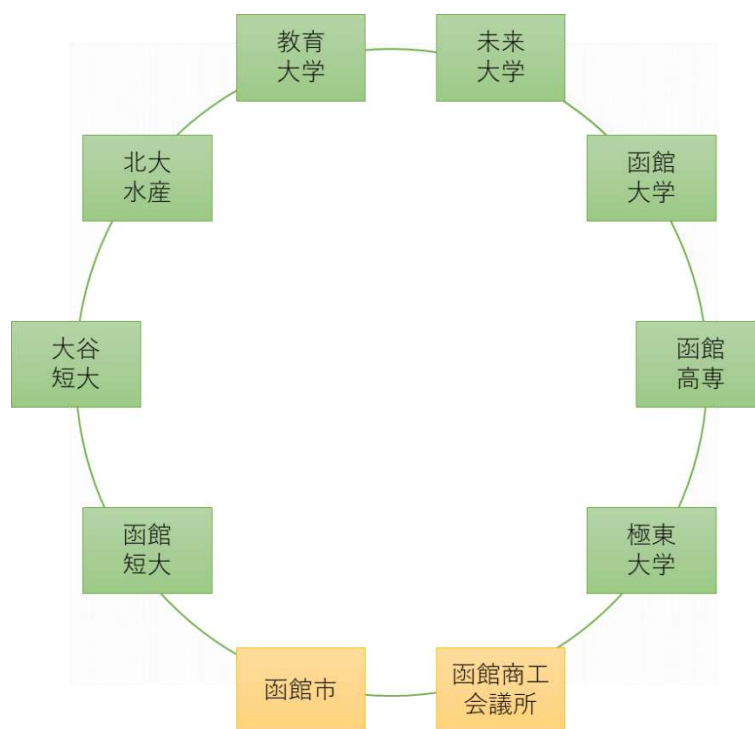 教育
大学
未来
大学
北大
水産
函館
大学
大谷
短大
函館
高専
函館
短大
極東
大学
函館市
函館商工
会議所